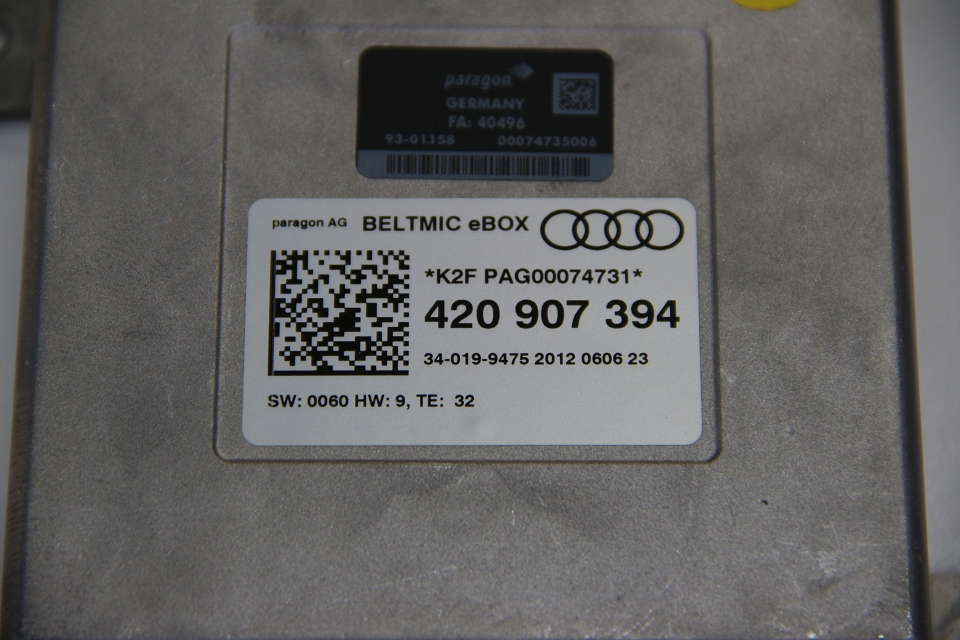 paragon
GERMANY
FA: 40496
93-01.158 00074735006
paragon AG BELTMIC eBOX
*K2F PAG00074731*
420 907 394
34-019-9475 2012 0606 23
SW: 0060 HW: 9, TE: 32